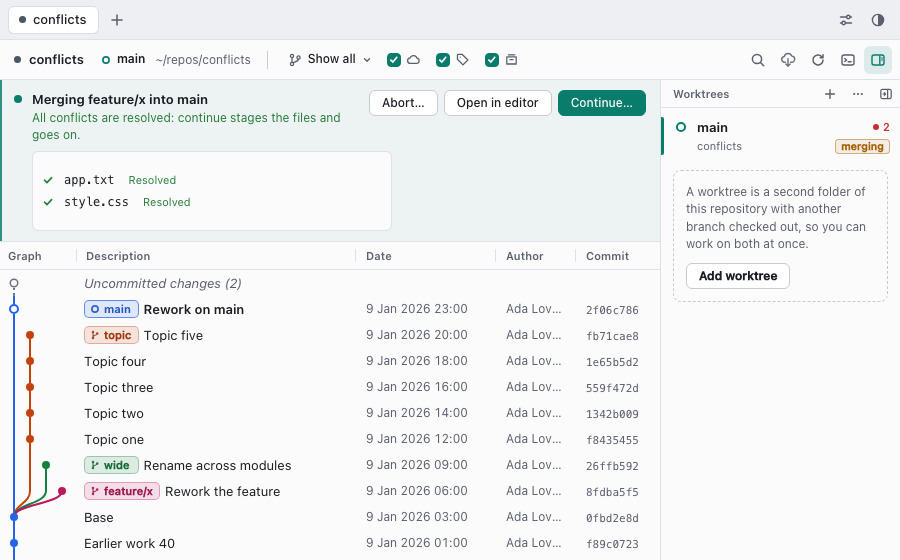 conflicts
conflicts main ~/repos/conflicts Show all
Merging feature/x into main
All conflicts are resolved: continue stages the files and
goes on.
Abort... Open in editor Continue...
app.txt Resolved
style.css Resolved
Graph Description Date Author Commit
Uncommitted changes (2)
main Rework on main 9 Jan 2026 23:00 Ada Lov... 2f06c786
topic Topic five 9 Jan 2026 20:00 Ada Lov... fb71cae8
Topic four 9 Jan 2026 18:00 Ada Lov... 1e65b5d2
Topic three 9 Jan 2026 16:00 Ada Lov... 559f472d
Topic two 9 Jan 2026 14:00 Ada Lov... 1342b009
Topic one 9 Jan 2026 12:00 Ada Lov... f8435455
wide Rename across modules 9 Jan 2026 09:00 Ada Lov... 26ffb592
feature/x Rework the feature 9 Jan 2026 06:00 Ada Lov... 8fdba5f5
Base 9 Jan 2026 03:00 Ada Lov... 0fbd2e8d
Earlier work 40 9 Jan 2026 01:00 Ada Lov... f89c0723
Worktrees
main 2
conflicts merging
A worktree is a second folder of
this repository with another
branch checked out, so you can
work on both at once.
Add worktree